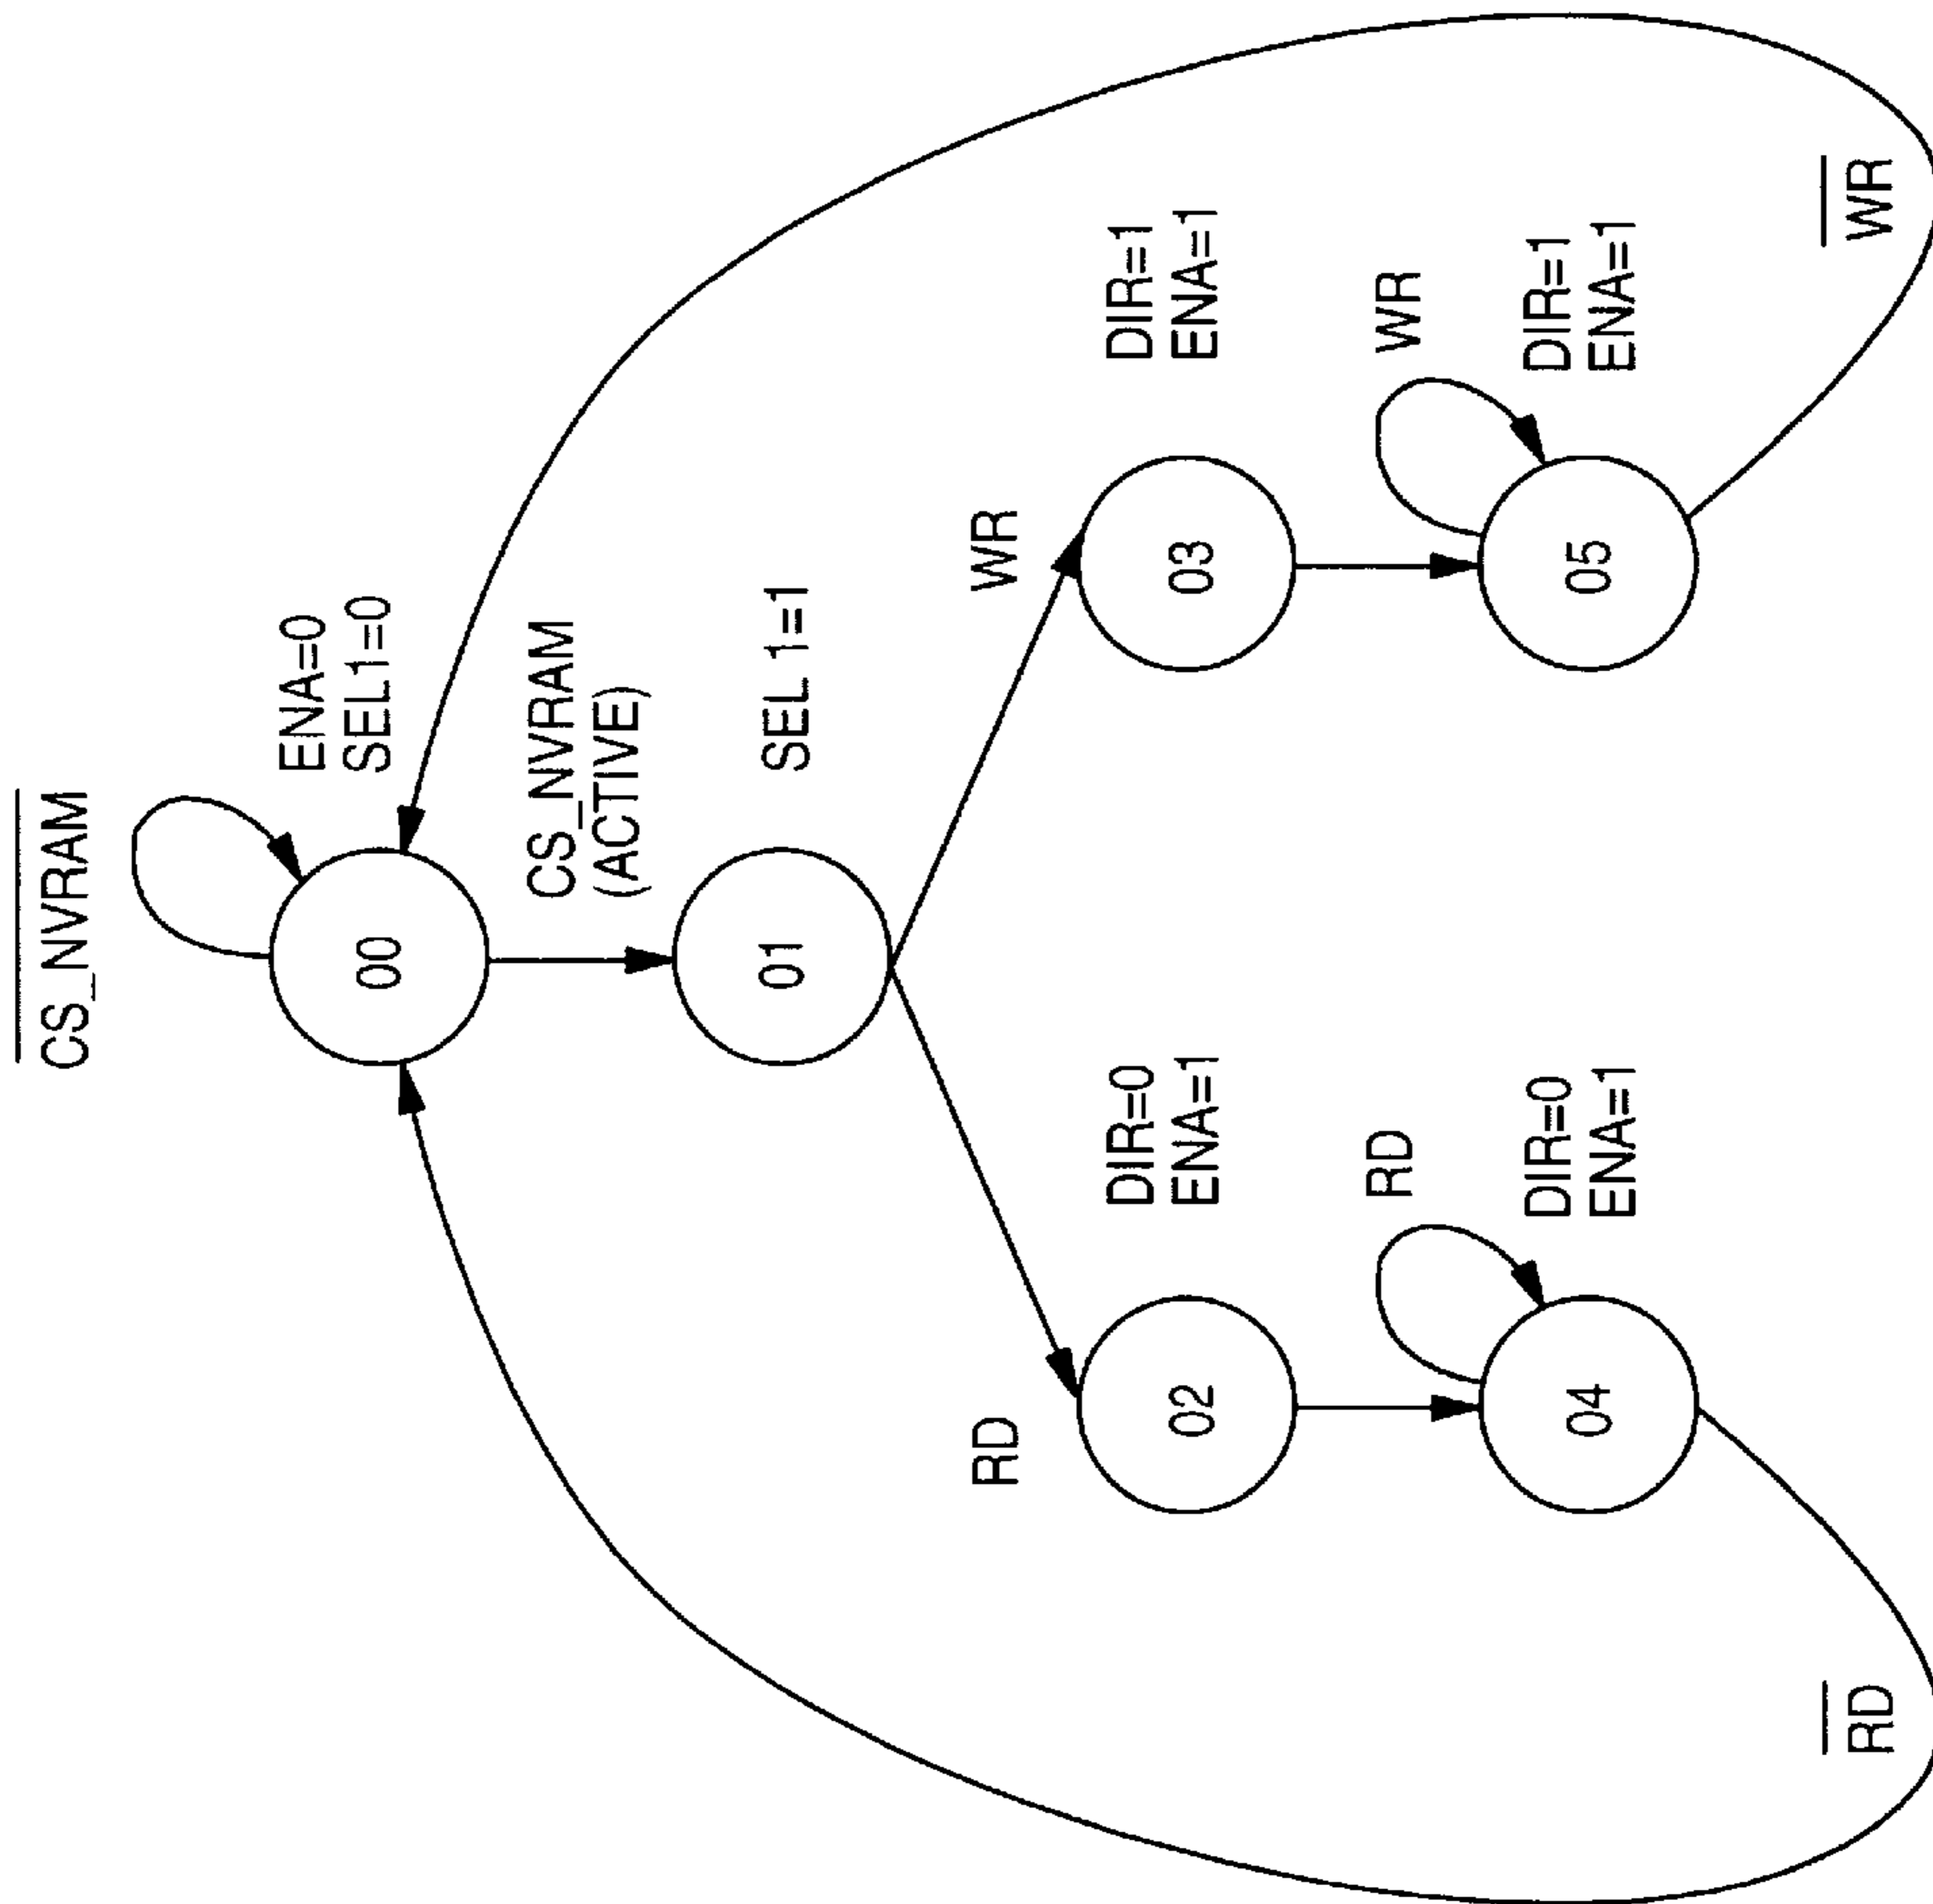 CS_NVRAM
00
ENA=0
SEL1=0
CS_NVRAM
(ACTIVE)
01
SEL 1=1
RD
WR
02
DIR=0
ENA=1
03
DIR=1
ENA=1
RD
WR
04
DIR=0
ENA=1
05
DIR=1
ENA=1
RD
WR